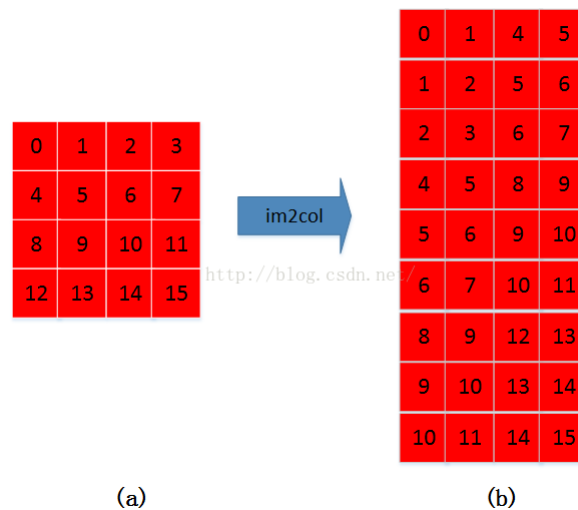 0 1 2 3
4 5 6 7
8 9 10 11
12 13 14 15
im2col
http://blog.csdn.net/
0 1 4 5
1 2 5 6
2 3 6 7
4 5 8 9
5 6 9 10
6 7 10 11
8 9 12 13
9 10 13 14
10 11 14 15
(a)
(b)